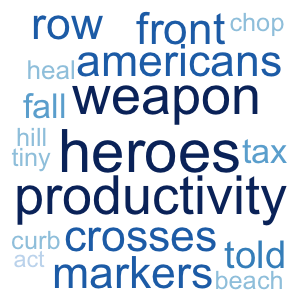 row front chop
heal americans
fall weapon
hill
tiny heroes tax
productivity
curb crosses
act told
markers beach